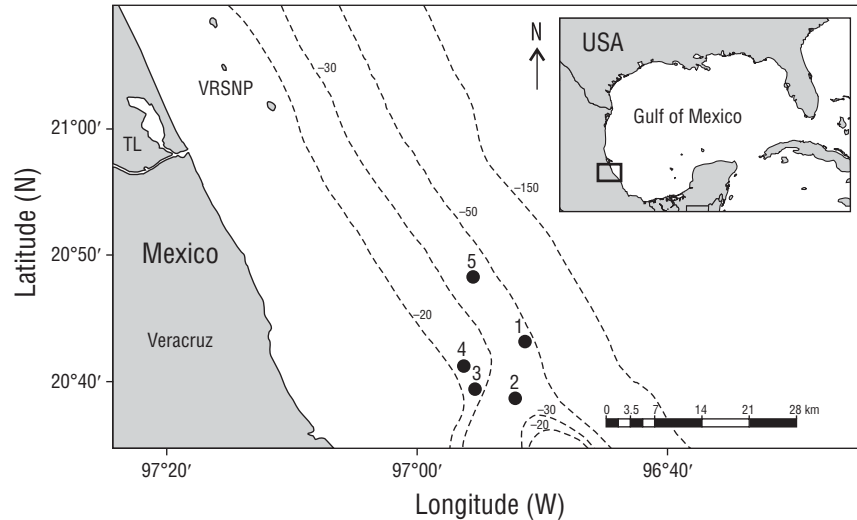 −30
VRSNP
21°00′
TL
−150
−50
5
20°50′
Mexico
−20
1
Veracruz
4
3
20°40′
2
−30
−20
Latitude (N)
97°20′
97°00′
96°40′
Longitude (W)
N
USA
Gulf of Mexico
0 3.5 7 14 21 28 km